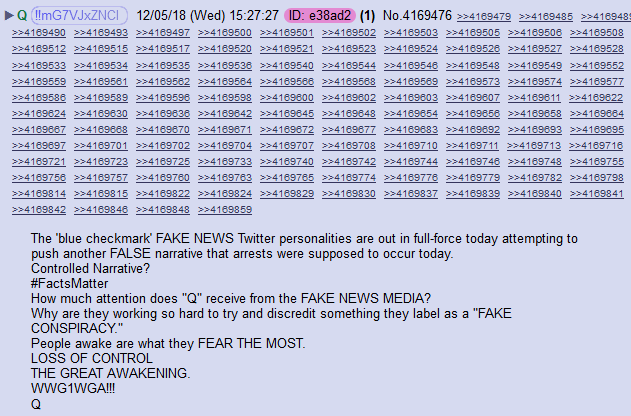 ▶ Q !!mG7VJxZNCI 12/05/18 (Wed) 15:27:27 ID: e38ad2 (1) No.4169476 >>4169479 >>4169485 >>416948
>>4169490 >>4169493 >>4169497 >>4169500 >>4169501 >>4169502 >>4169503 >>4169505 >>4169506 >>4169508
>>4169512 >>4169515 >>4169517 >>4169520 >>4169521 >>4169523 >>4169524 >>4169526 >>4169527 >>4169528
>>4169533 >>4169534 >>4169535 >>4169536 >>4169540 >>4169544 >>4169546 >>4169548 >>4169549 >>4169552
>>4169559 >>4169561 >>4169562 >>4169564 >>4169566 >>4169568 >>4169569 >>4169573 >>4169574 >>4169577
>>4169586 >>4169589 >>4169596 >>4169598 >>4169600 >>4169602 >>4169603 >>4169607 >>4169611 >>4169622
>>4169624 >>4169630 >>4169636 >>4169642 >>4169645 >>4169648 >>4169654 >>4169656 >>4169658 >>4169664
>>4169667 >>4169668 >>4169670 >>4169671 >>4169672 >>4169677 >>4169683 >>4169692 >>4169693 >>4169695
>>4169697 >>4169701 >>4169702 >>4169704 >>4169707 >>4169708 >>4169710 >>4169711 >>4169713 >>4169716
>>4169721 >>4169723 >>4169725 >>4169733 >>4169740 >>4169742 >>4169744 >>4169746 >>4169748 >>4169755
>>4169756 >>4169757 >>4169760 >>4169763 >>4169765 >>4169774 >>4169776 >>4169779 >>4169782 >>4169798
>>4169814 >>4169815 >>4169822 >>4169824 >>4169829 >>4169830 >>4169837 >>4169839 >>4169840 >>4169841
>>4169842 >>4169846 >>4169848 >>4169859
The 'blue checkmark' FAKE NEWS Twitter personalities are out in full-force today attempting to
push another FALSE narrative that arrests were supposed to occur today.
Controlled Narrative?
#FactsMatter
How much attention does "Q" receive from the FAKE NEWS MEDIA?
Why are they working so hard to try and discredit something they label as a "FAKE
CONSPIRACY."
People awake are what they FEAR THE MOST.
LOSS OF CONTROL
THE GREAT AWAKENING.
WWG1WGA!!!
Q